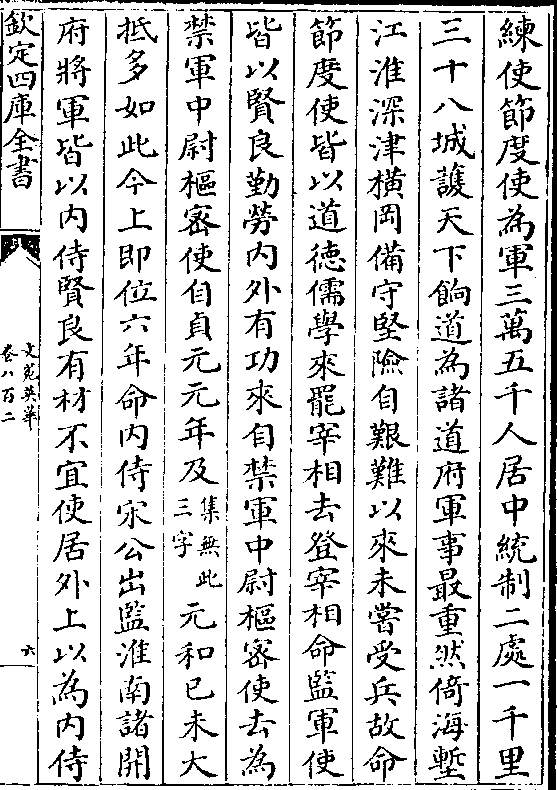 練使節度使為軍三萬五千人居中統制二處一千里
三十八城護天下餉道為諸道府軍事最重然倚海塹
江淮深津横岡備守堅險自艱難以來未嘗受兵故命
節度使皆以道德儒學來罷宰相去登宰相命監軍使
皆以賢良勤勞内外有功來自禁軍中尉樞宻使去為
禁軍中尉樞宻使自貞元元年及集無此三字元和已未大
抵多如此今上即位六年命内侍宋公出監淮南諸開
府將軍皆以内侍賢良有材不宜使居外上以為内侍
欽定四庫全書
文苑英華
卷八百二
六